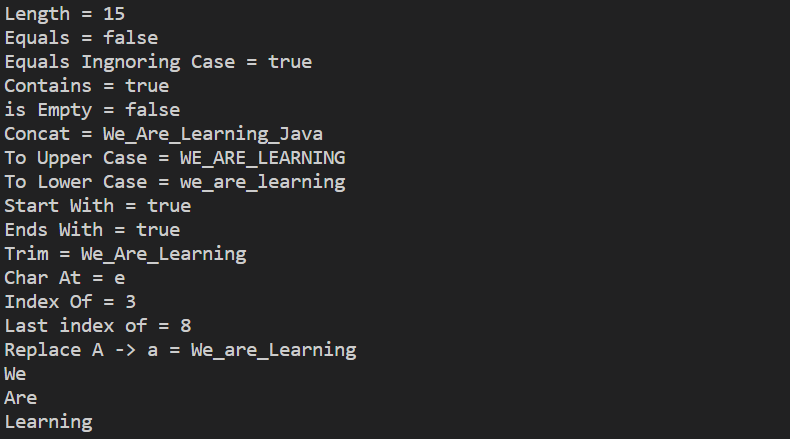 Length = 15
Equals = false
Equals Ingnoring Case = true
Contains = true
is Empty = false
Concat = We_Are_Learning_Java
To Upper Case = WE_ARE_LEARNING
To Lower Case = we_are_learning
Start With = true
Ends With = true
Trim = We_Are_Learning
Char At = e
Index Of = 3
Last index of = 8
Replace A -> a = We_are_Learning
We
Are
Learning